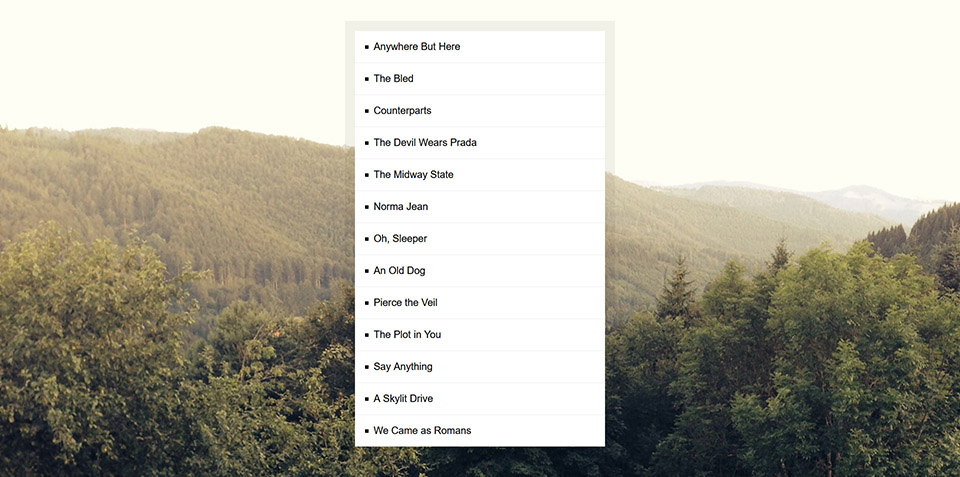 Anywhere But Here
The Bled
Counterparts
The Devil Wears Prada
The Midway State
Norma Jean
Oh, Sleeper
An Old Dog
Pierce the Veil
The Plot in You
Say Anything
A Skylit Drive
We Came as Romans